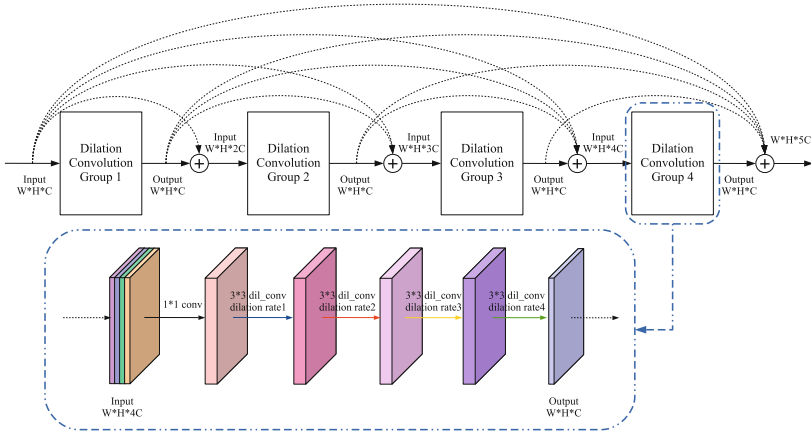 Dilation
Convolution
Group 1
Dilation
Convolution
Group 2
Dilation
Convolution
Group 3
Dilation
Convolution
Group 4
Input
W*H*C
Output
W*H*C
Input
W*H*2C
Output
W*H*C
Input
W*H*3C
Output
W*H*C
Input
W*H*4C
Output
W*H*C
W*H*5C
1*1 conv
3*3 dil_conv
dilation rate1
3*3 dil_conv
dilation rate2
3*3 dil_conv
dilation rate3
3*3 dil_conv
dilation rate4
Input
W*H*4C
Output
W*H*C